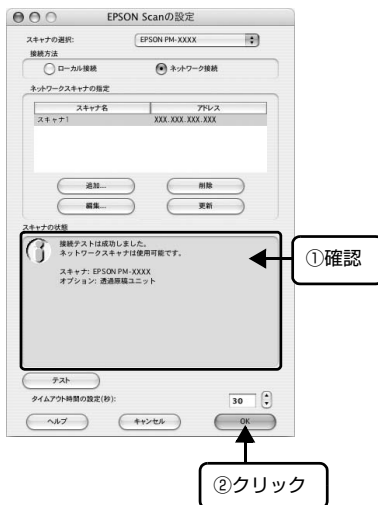 EPSON Scanの設定
スキャナの選択: EPSON PM-XXXX
接続方法
ローカル接続 ネットワーク接続
ネットワークスキャナの指定
スキャナ名 アドレス
スキャナ1 XXX.XXX.XXX.XXX
追加... 削除
編集... 更新
スキャナの状態
接続テストは成功しました。
ネットワークスキャナは使用可能です。
スキャナ: EPSON PM-XXXX
オプション: 透過原稿ユニット
①確認
テスト
タイムアウト時間の設定(秒): 30
ヘルプ キャンセル OK
②クリック